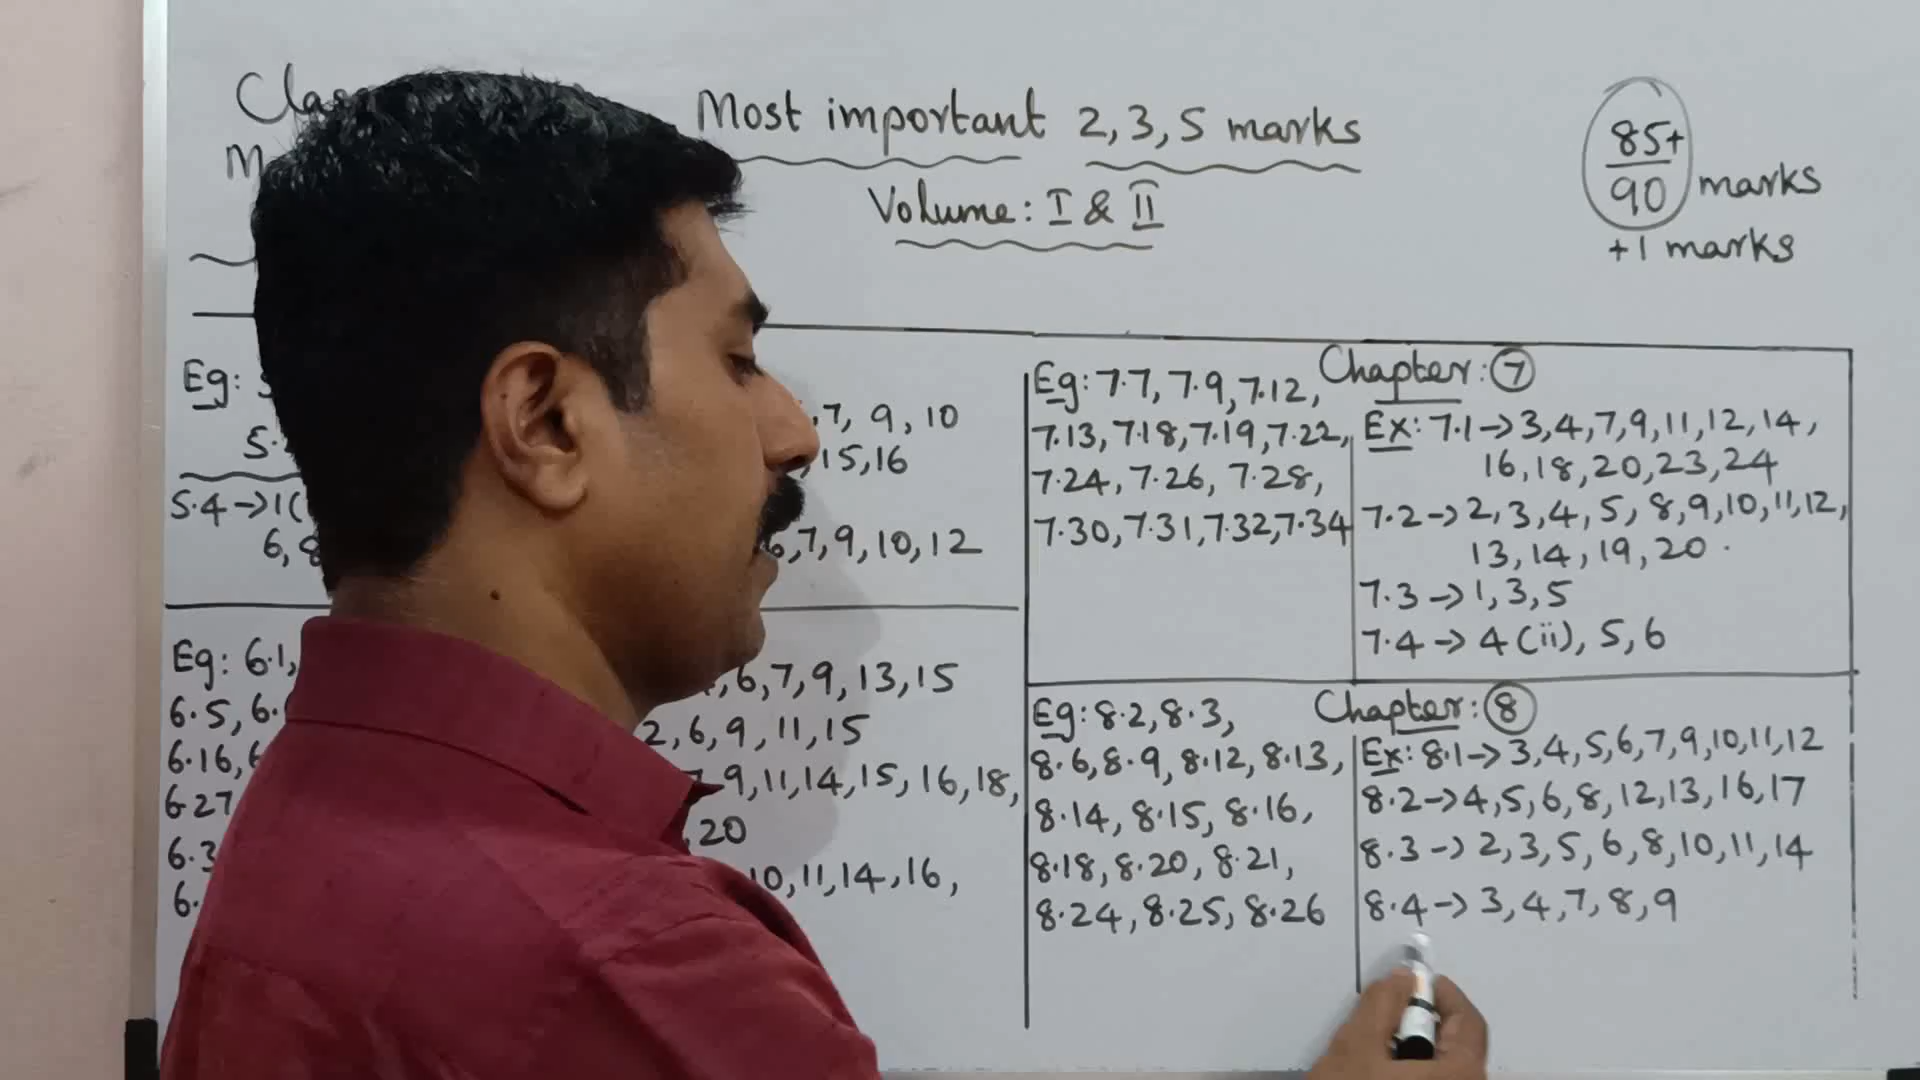 Most important 2, 3, 5 marks
Volume: I & II
85+
90
marks
+1 marks
Eg:
7, 9, 10
15, 16
5.4→1(
6,7,9,10,12
Eg: 6.1,
6,7,9,13,15
6.5,
2,6,9,11,15
6.16,
9,11,14,15,16,18,
6.27
20
6.3
10,11,14,16,
6.
Eg: 7.7, 7.9, 7.12,
7.13, 7.18, 7.19, 7.22,
7.24, 7.26, 7.28,
7.30, 7.31, 7.32, 7.34
Chapter: 7
Ex: 7.1→3,4,7,9,11,12,14,
16,18,20,23,24
7.2→2,3,4,5,8,9,10,11,12,
13,14,19,20.
7.3→1,3,5
7.4→4(ii),5,6
Eg: 8.2, 8.3,
8.6, 8.9, 8.12, 8.13,
8.14, 8.15, 8.16,
8.18, 8.20, 8.21,
8.24, 8.25, 8.26
Chapter: 8
Ex: 8.1→3,4,5,6,7,9,10,11,12
8.2→4,5,6,8,12,13,16,17
8.3→2,3,5,6,8,10,11,14
8.4→3,4,7,8,9